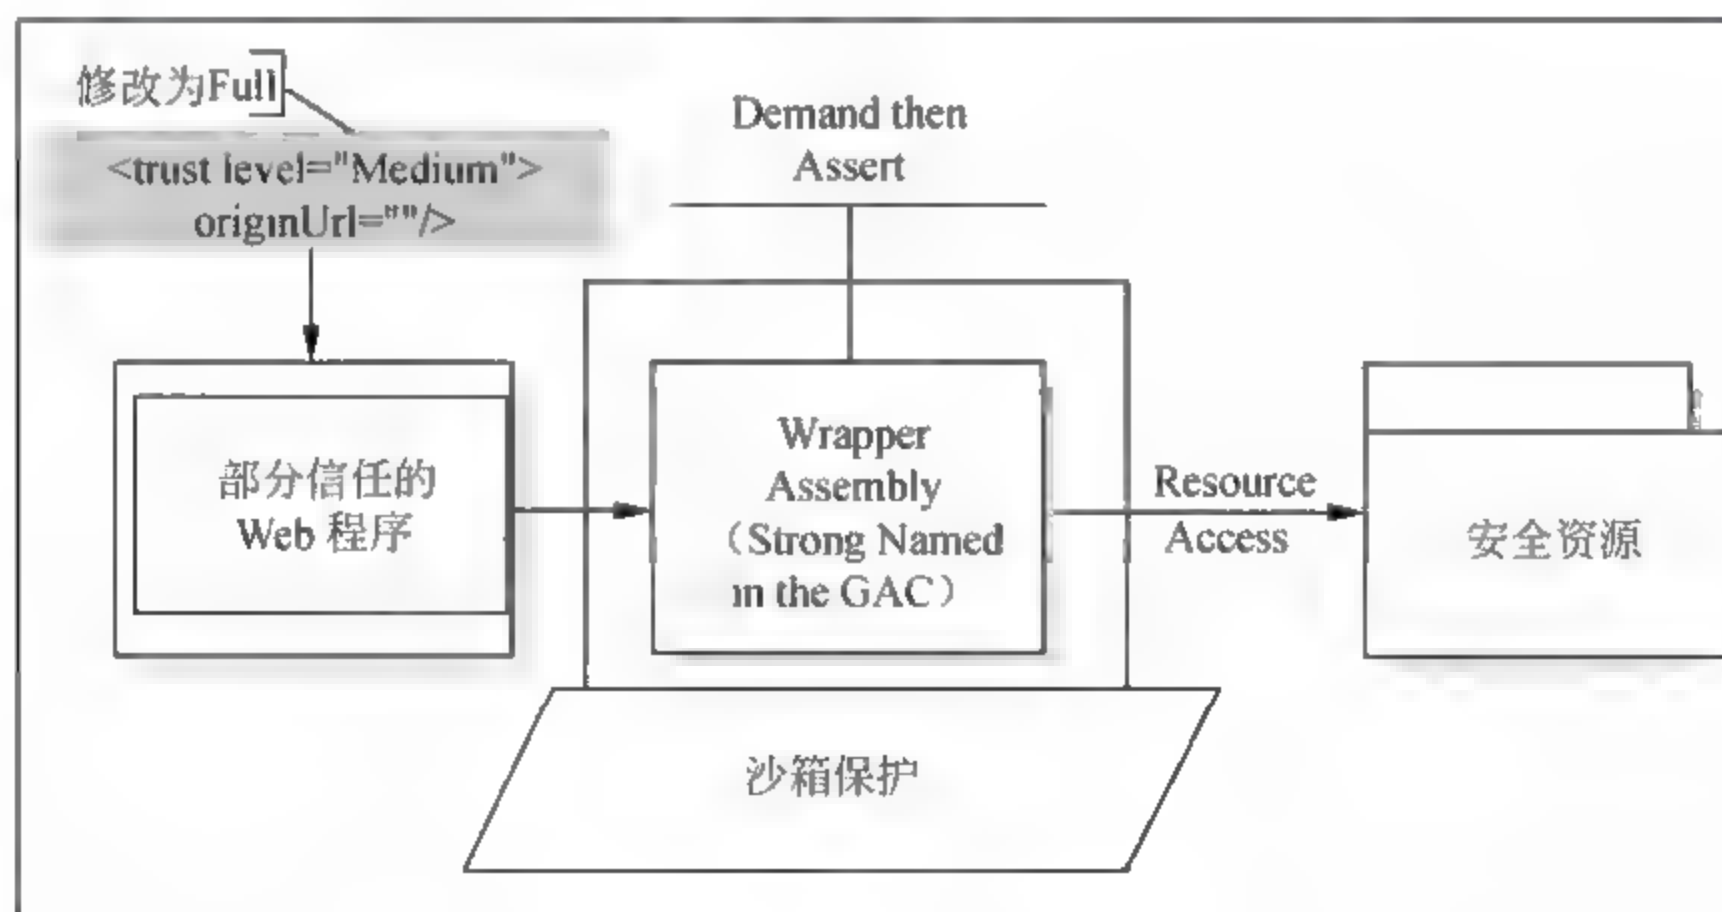 修改为Full
<trust level="Medium">
originUrl=""/>
Demand then
Assert
部分信任的
Web 程序
Wrapper
Assembly
（Strong Named
in the GAC）
Resource
Access
安全资源
沙箱保护